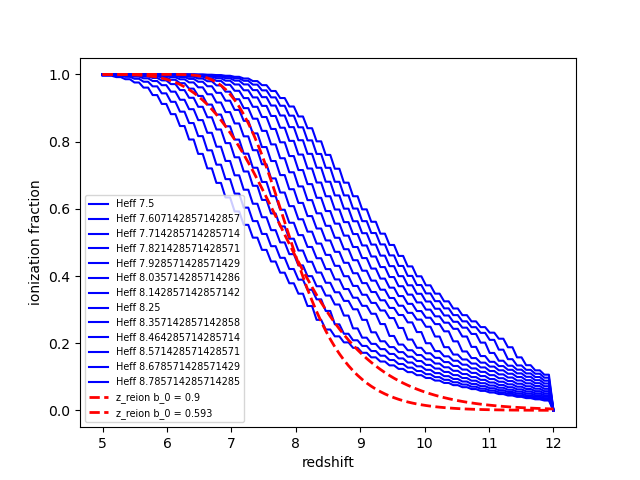 1.0
0.8
0.6
0.4
0.2
0.0
ionization fraction
Heff 7.5
Heff 7.607142857142857
Heff 7.714285714285714
Heff 7.821428571428571
Heff 7.928571428571429
Heff 8.035714285714286
Heff 8.142857142857142
Heff 8.25
Heff 8.357142857142858
Heff 8.464285714285714
Heff 8.571428571428571
Heff 8.678571428571429
Heff 8.785714285714285
z_reion b_0 = 0.9
z_reion b_0 = 0.593
5 6 7 8 9 10 11 12
redshift